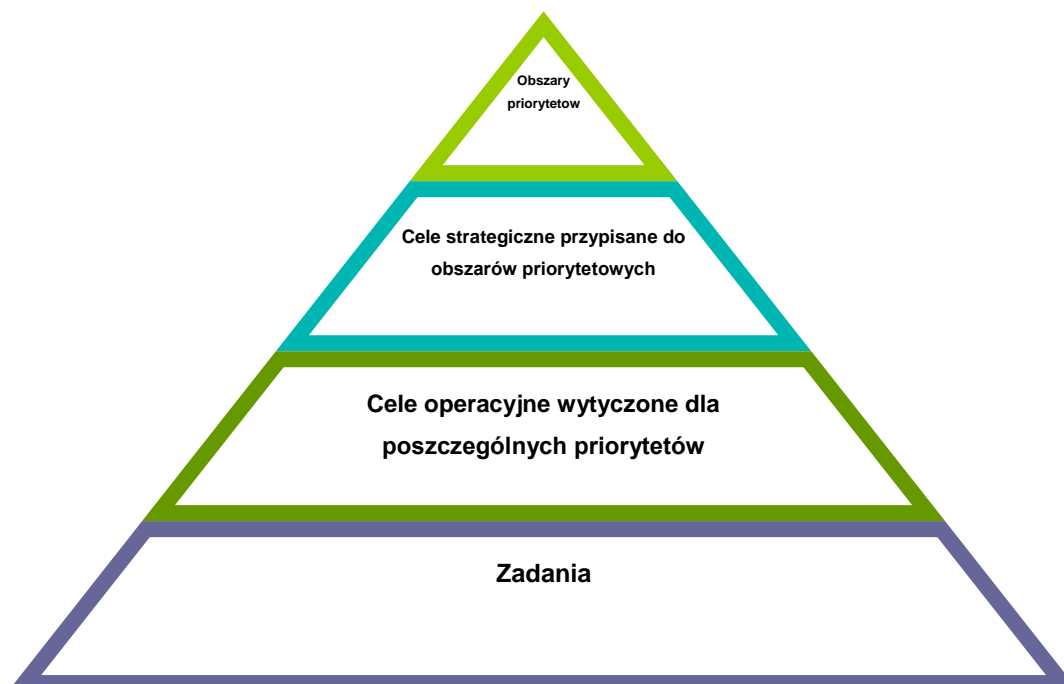 Obszary
priorytetow
Cele strategiczne przypisane do
obszarów priorytetowych
Cele operacyjne wytyczone dla
poszczególnych priorytetów
Zadania